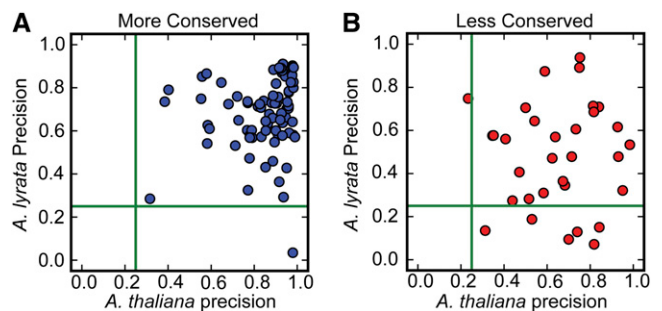 A
More Conserved
1.0
0.8
0.6
0.4
0.2
0.0
A. lyrata Precision
0.0 0.2 0.4 0.6 0.8 1.0
A. thaliana precision
B
Less Conserved
1.0
0.8
0.6
0.4
0.2
0.0
A. lyrata Precision
0.0 0.2 0.4 0.6 0.8 1.0
A. thaliana precision